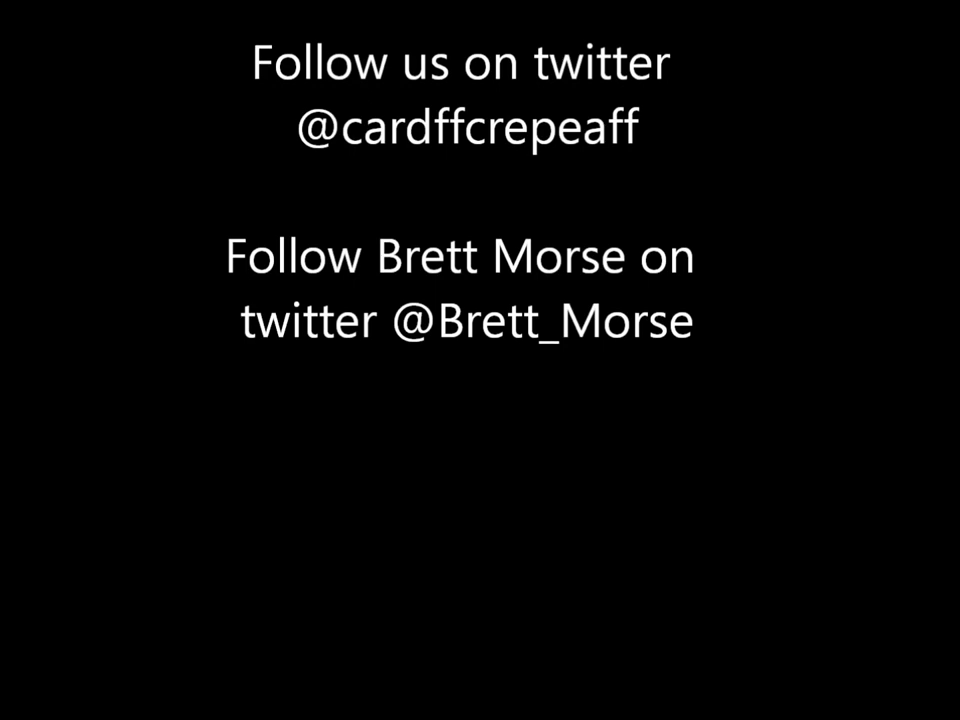 Follow us on twitter
@cardffcrepeaff
Follow Brett Morse on
twitter @Brett_Morse